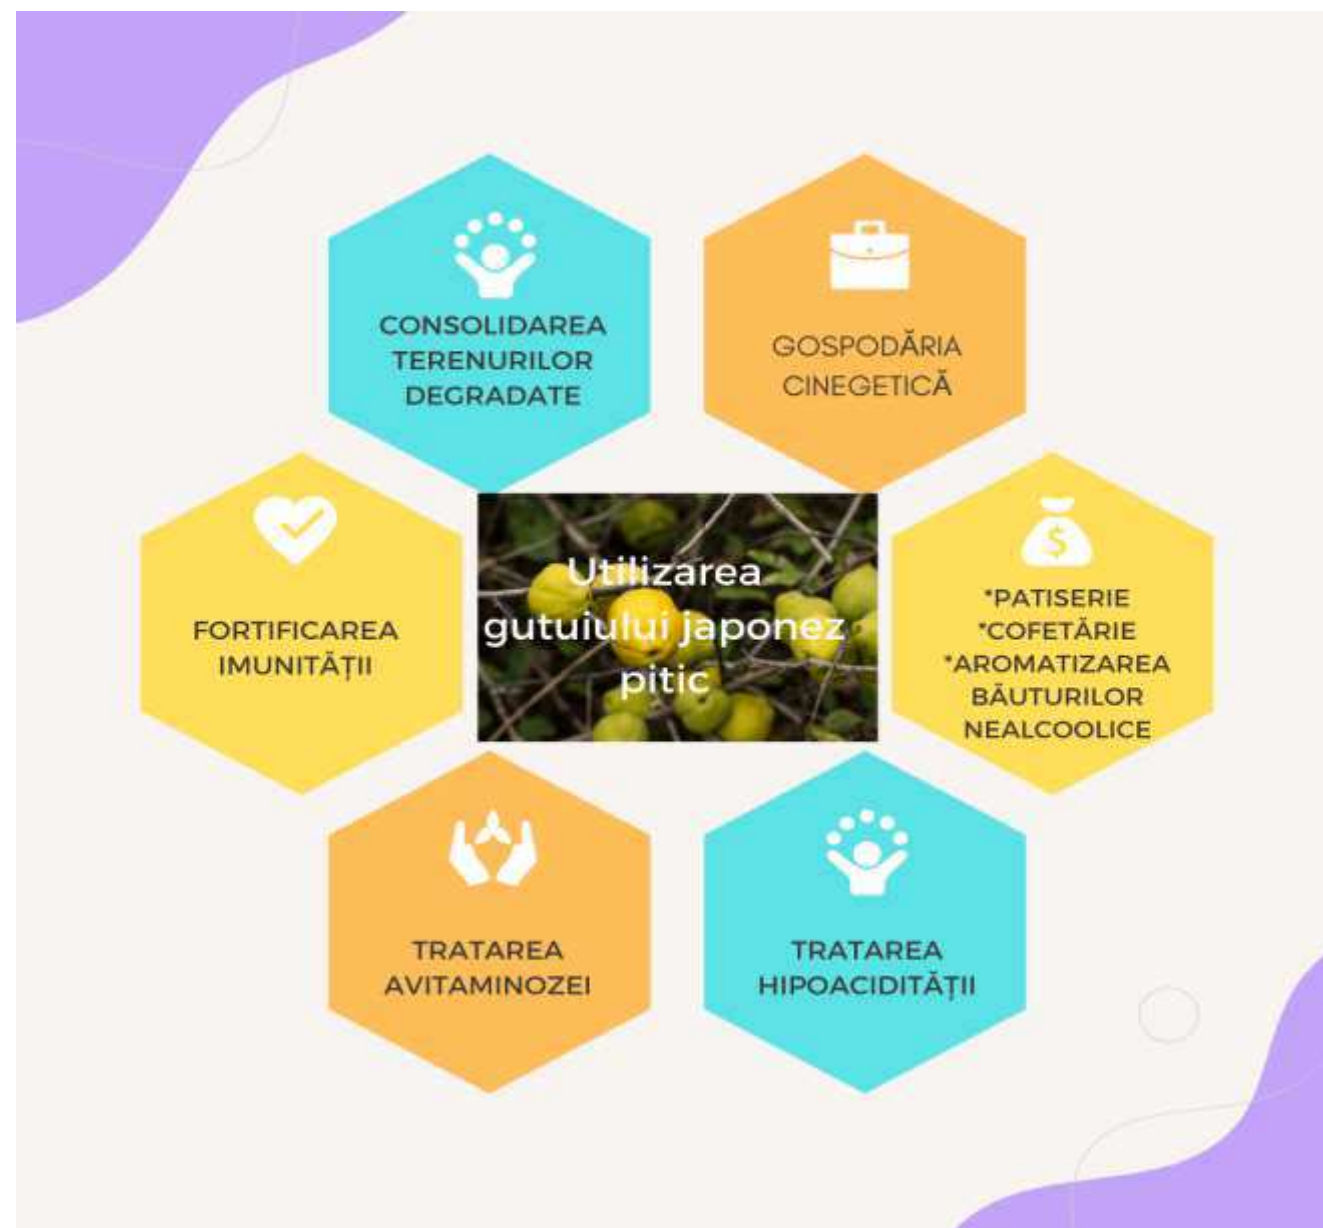 CONSOLIDAREA
TERENURILOR
DEGRADATE
GOSPODĂRIA
CINEGETICĂ
FORTIFICAREA
IMUNITĂȚII
Utilizarea
gutuiului japonez
pitic
*PATISERIE
*COFETĂRIE
*AROMATIZAREA
BĂUTURILOR
NEALCOOLICE
TRATAREA
AVITAMINOZEI
TRATAREA
HIPOACIDITĂȚII